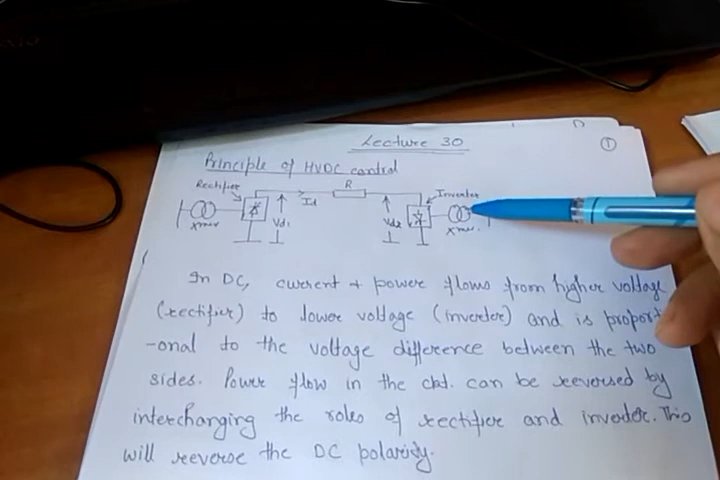 Lecture 30
①
Principle of HVDC control
Rectifier R Inverter
Id
Xmer Vd1 Vd2 Xmer.
In DC, current + power flows from higher voltage
(rectifier) to lower voltage (inverter) and is proport
-onal to the voltage difference between the two
sides. Power flow in the ckt. can be reversed by
interchanging the roles of rectifier and inverter. This
will reverse the DC polarity.